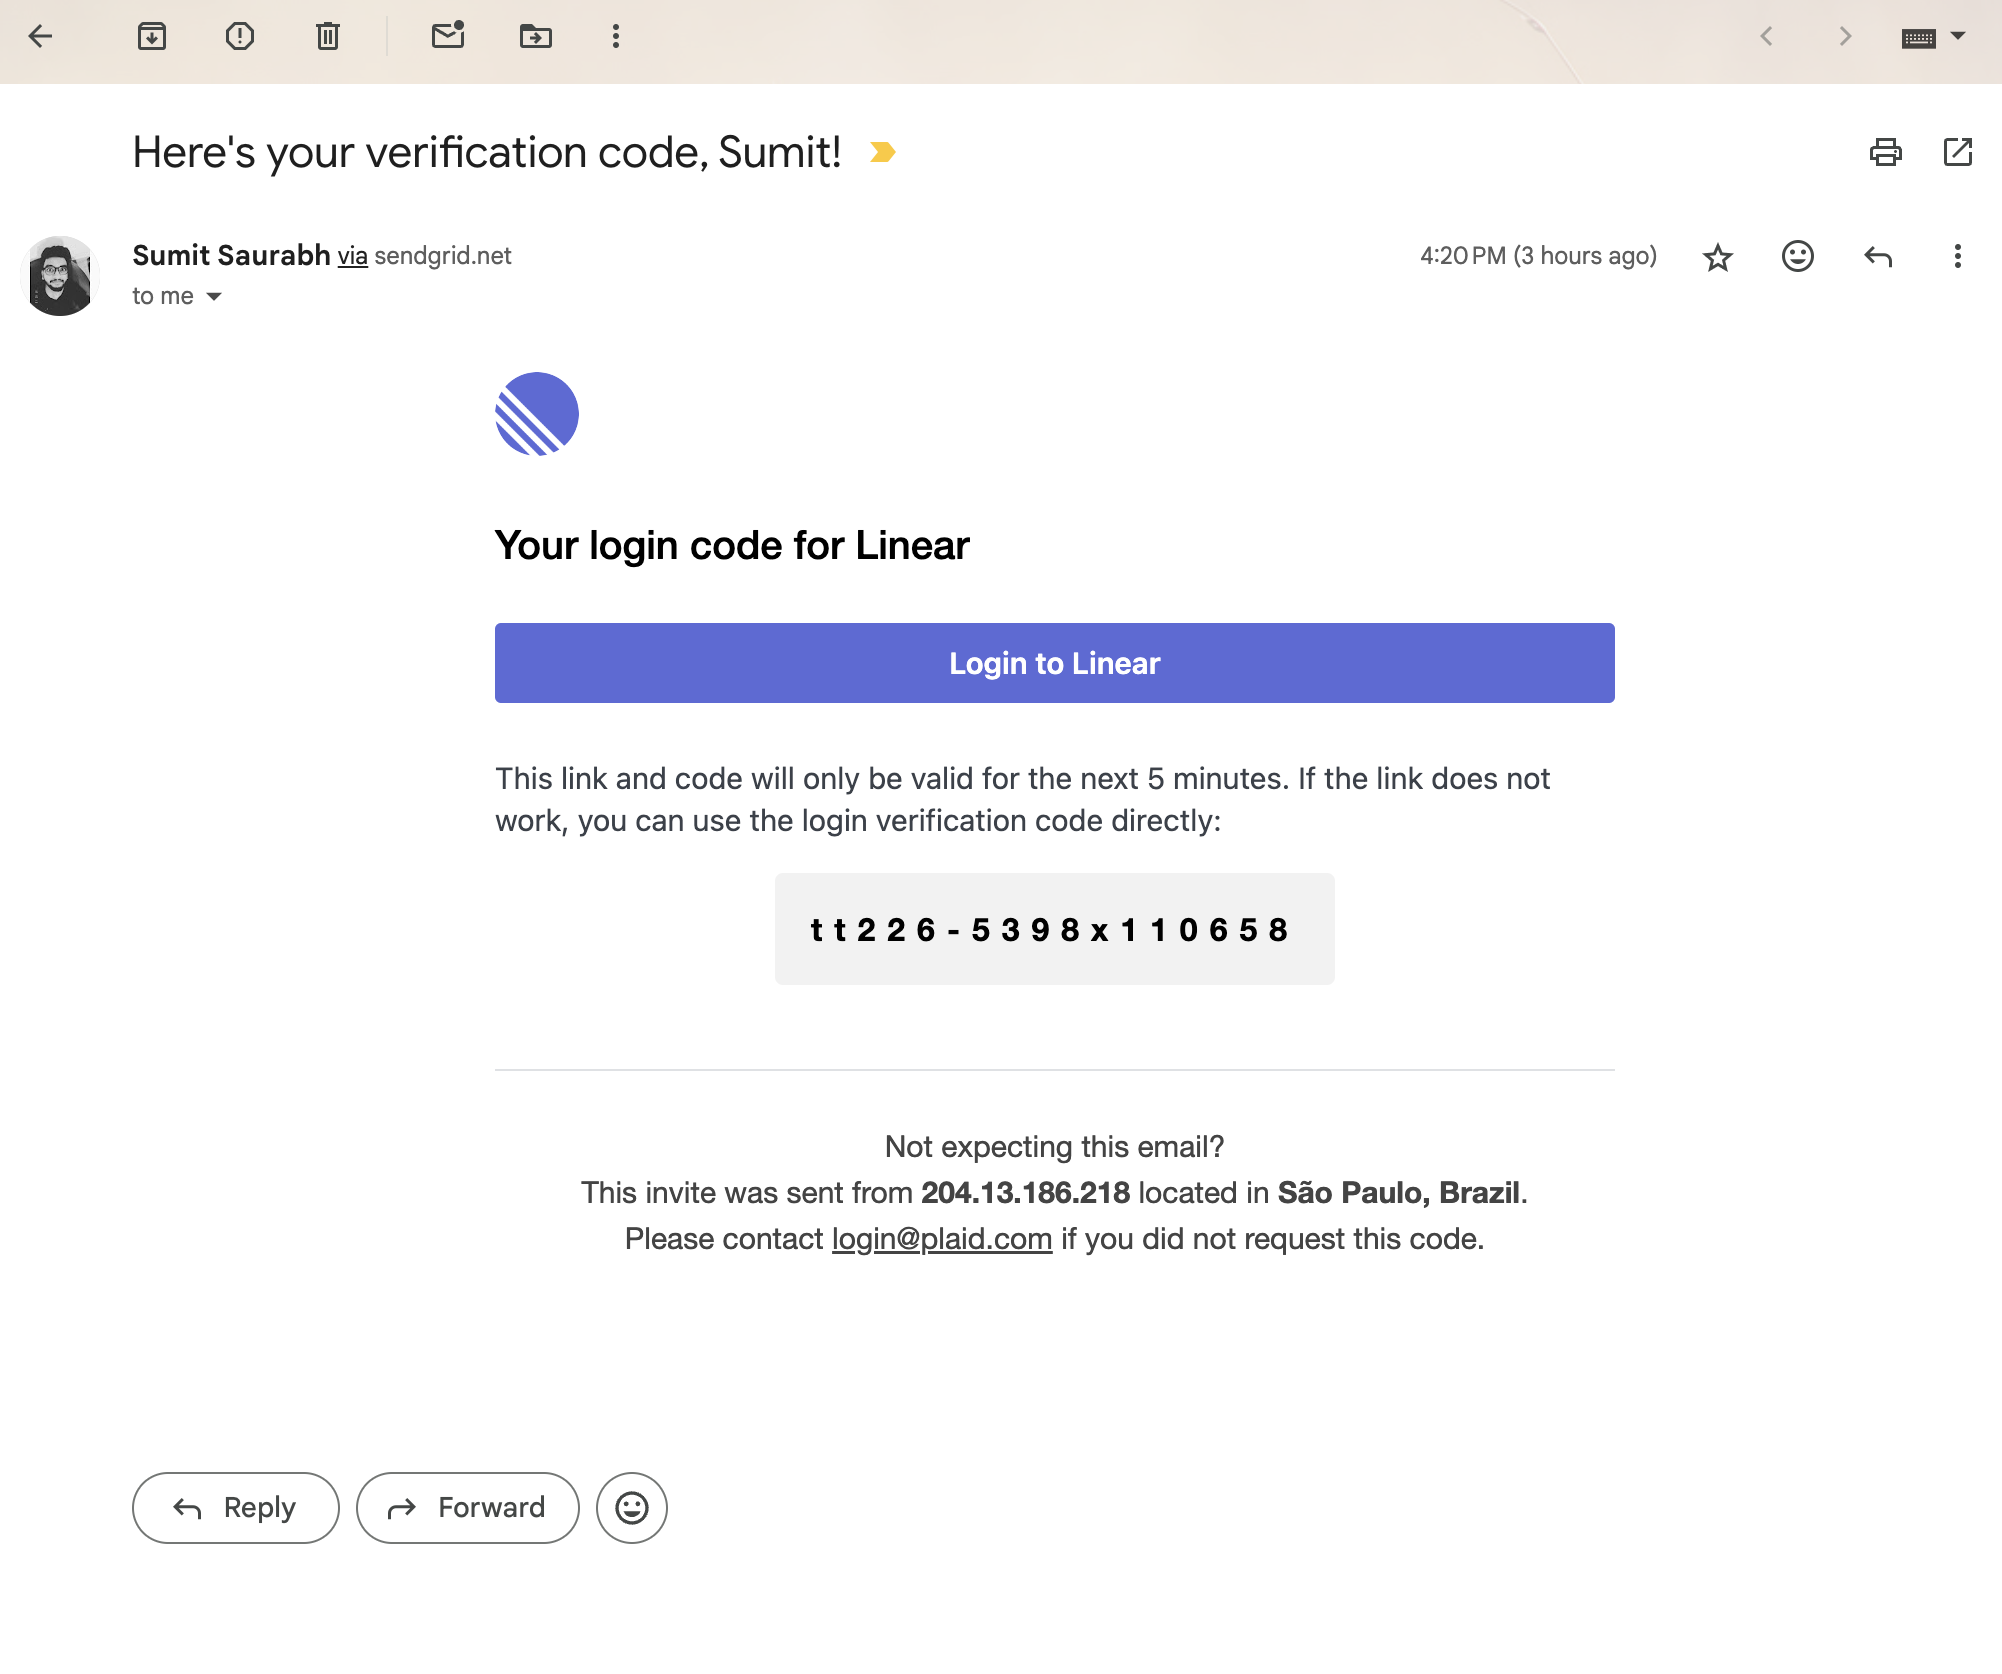 Here's your verification code, Sumit!
Sumit Saurabh via sendgrid.net
4:20 PM (3 hours ago)
to me
Your login code for Linear
Login to Linear
This link and code will only be valid for the next 5 minutes. If the link does not
work, you can use the login verification code directly:
tt226-5398x110658
Not expecting this email?
This invite was sent from 204.13.186.218 located in São Paulo, Brazil.
Please contact login@plaid.com if you did not request this code.
Reply
Forward